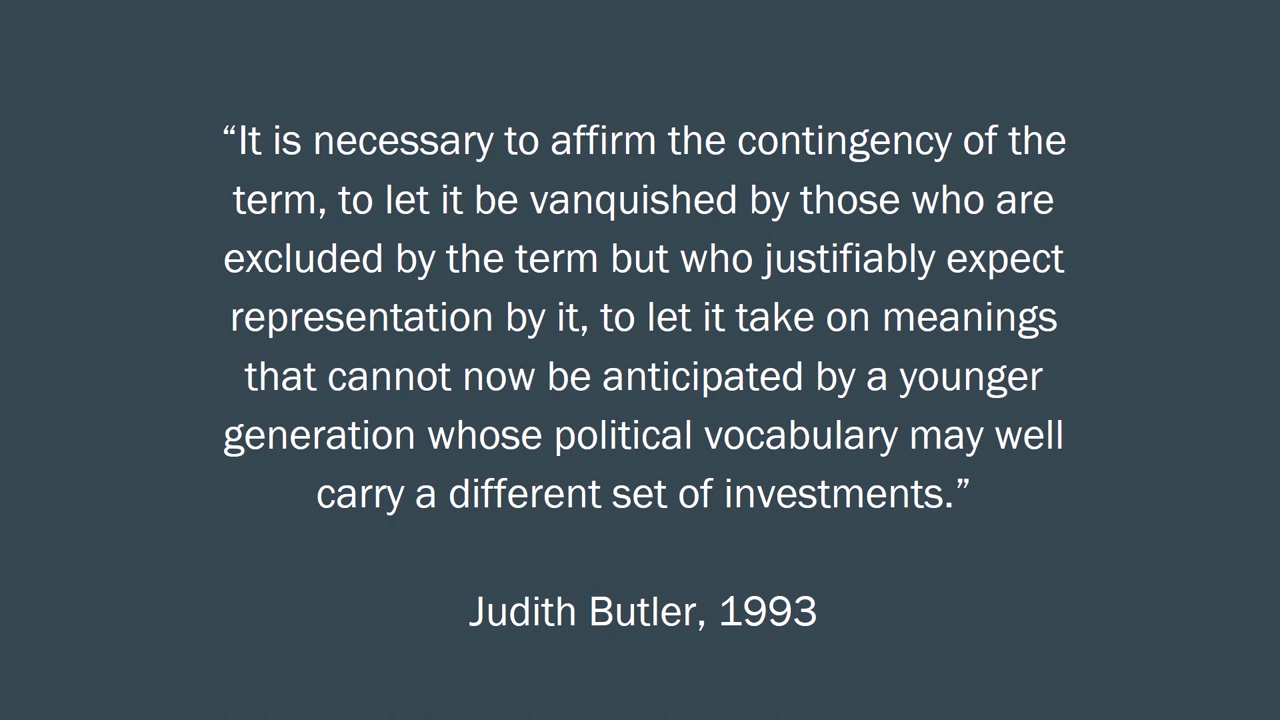 “It is necessary to affirm the contingency of the
term, to let it be vanquished by those who are
excluded by the term but who justifiably expect
representation by it, to let it take on meanings
that cannot now be anticipated by a younger
generation whose political vocabulary may well
carry a different set of investments.”
Judith Butler, 1993